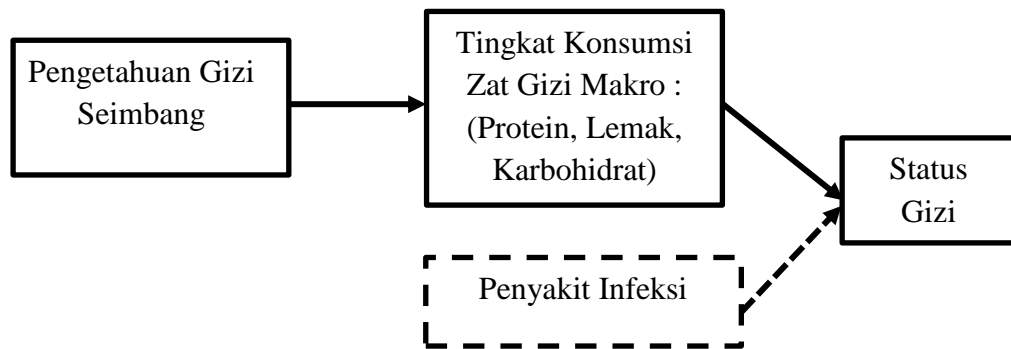 Pengetahuan Gizi
Seimbang
Tingkat Konsumsi
Zat Gizi Makro :
(Protein, Lemak,
Karbohidrat)
Status
Gizi
Penyakit Infeksi